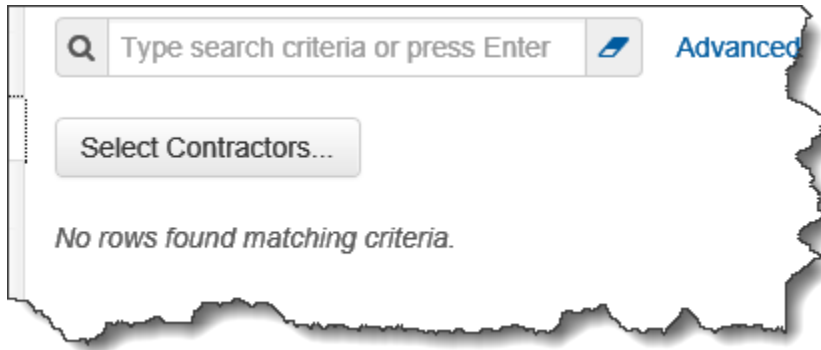 Type search criteria or press Enter Advanced
Select Contractors...
No rows found matching criteria.